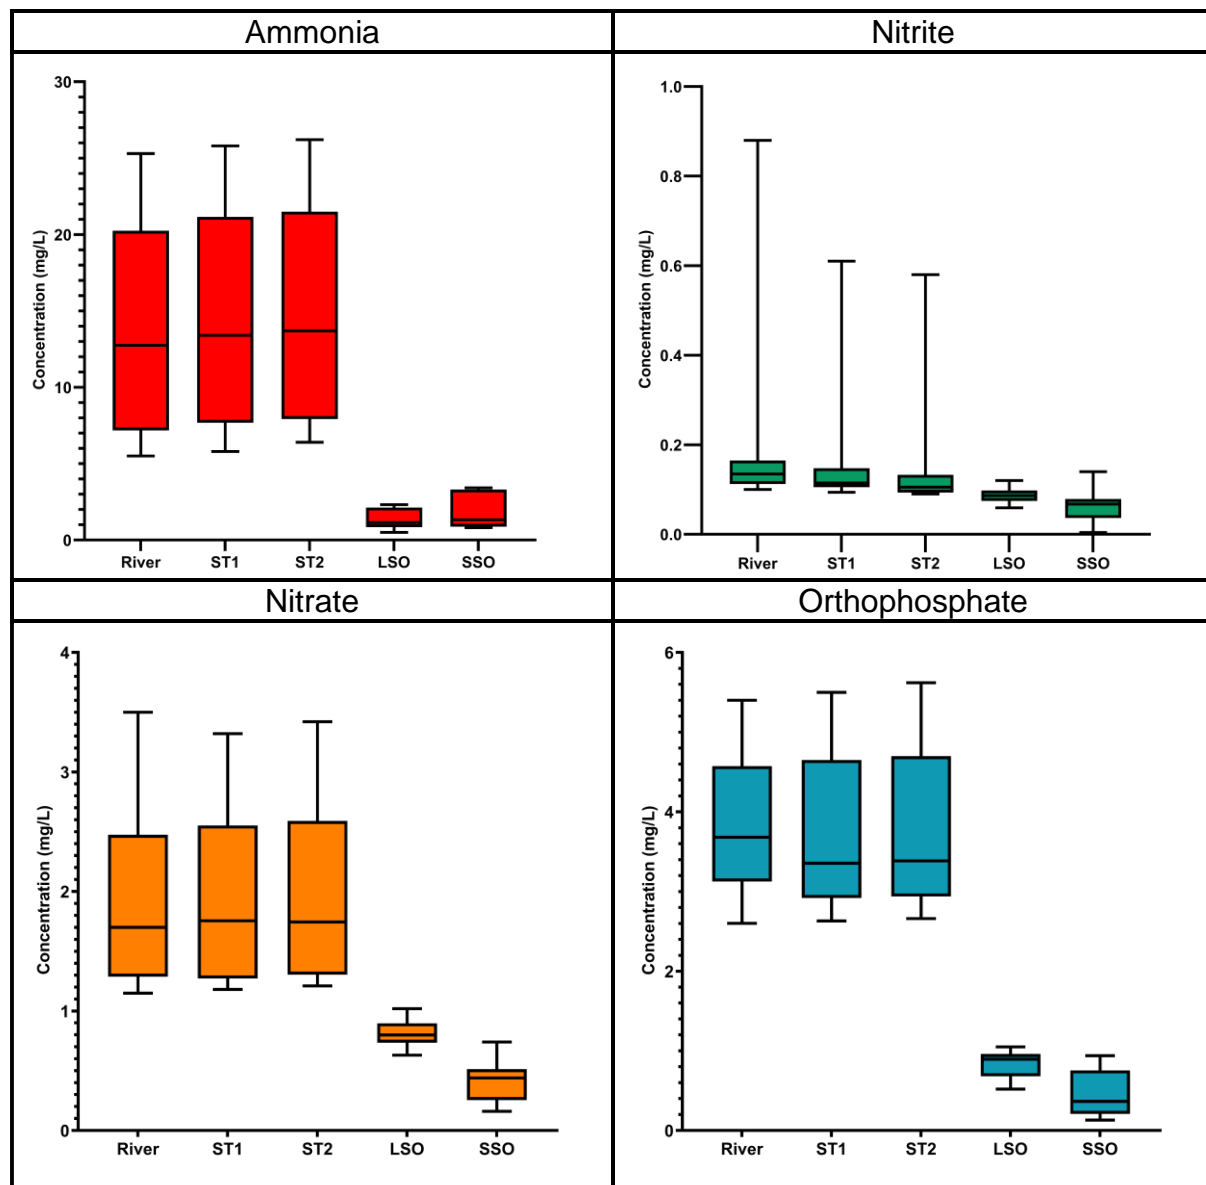 Ammonia
Nitrite
30
20
10
0
Concentration (mg/L)
River ST1 ST2 LSO SSO
1.0
0.8
0.6
0.4
0.2
0.0
Concentration (mg/L)
River ST1 ST2 LSO SSO
Nitrate
Orthophosphate
4
3
2
1
0
Concentration (mg/L)
River ST1 ST2 LSO SSO
6
4
2
0
Concentration (mg/L)
River ST1 ST2 LSO SSO